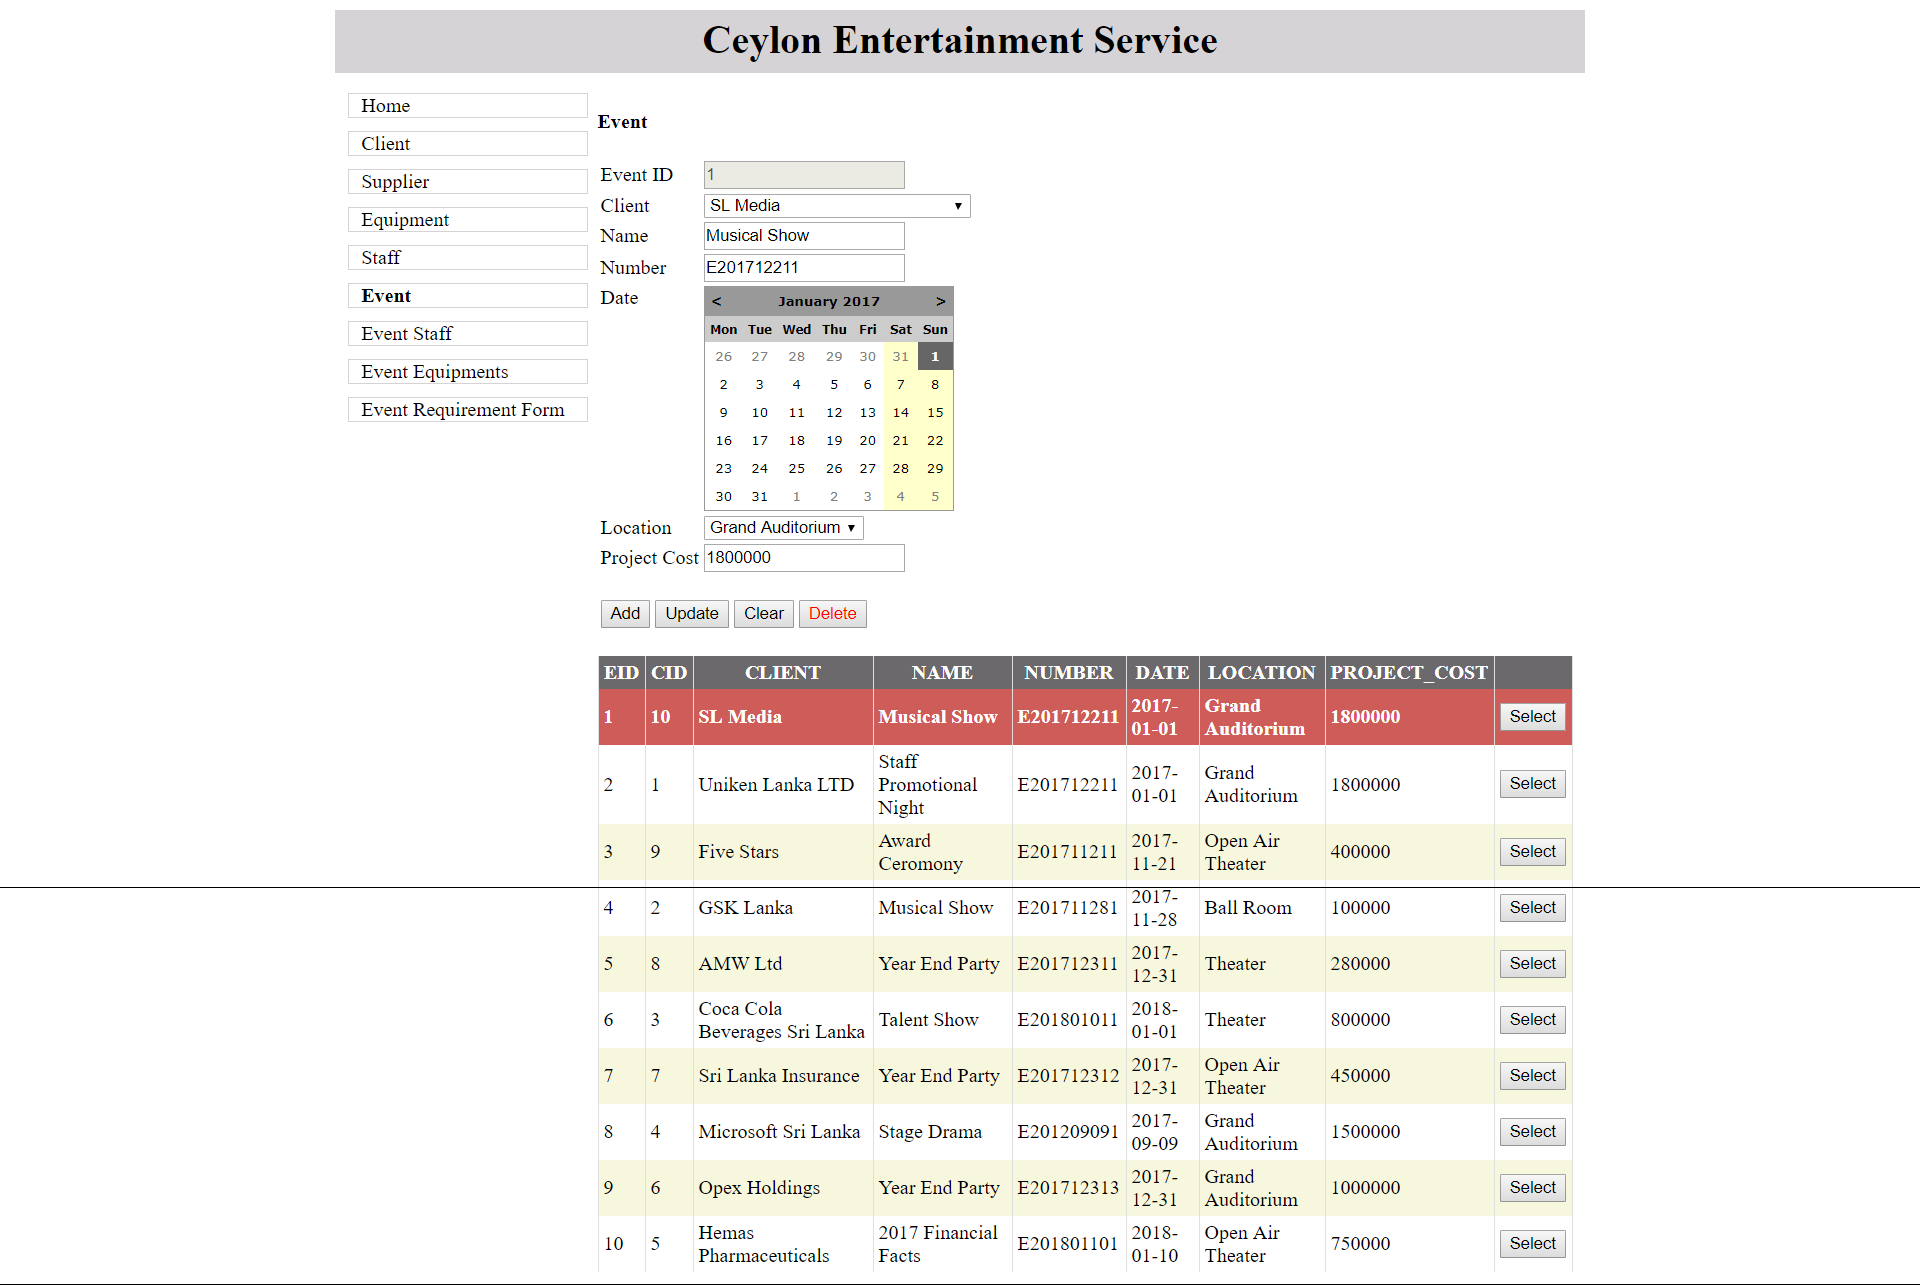 Ceylon Entertainment Service
Home
Client
Supplier
Equipment
Staff
Event
Event Staff
Event Equipments
Event Requirement Form
Event
Event ID 1
Client SL Media ▼
Name Musical Show
Number E201712211
Date < January 2017 >
Mon Tue Wed Thu Fri Sat Sun
26 27 28 29 30 31 1
2 3 4 5 6 7 8
9 10 11 12 13 14 15
16 17 18 19 20 21 22
23 24 25 26 27 28 29
30 31 1 2 3 4 5
Location Grand Auditorium ▼
Project Cost 1800000
Add Update Clear Delete
EID CID CLIENT NAME NUMBER DATE LOCATION PROJECT_COST
1 10 SL Media Musical Show E201712211 2017-01-01 Grand Auditorium 1800000 Select
2 1 Uniken Lanka LTD Staff Promotional Night E201712211 2017-01-01 Grand Auditorium 1800000 Select
3 9 Five Stars Award Ceromony E201711211 2017-11-21 Open Air Theater 400000 Select
4 2 GSK Lanka Musical Show E201711281 2017-11-28 Ball Room 100000 Select
5 8 AMW Ltd Year End Party E201712311 2017-12-31 Theater 280000 Select
6 3 Coca Cola Beverages Sri Lanka Talent Show E201801011 2018-01-01 Theater 800000 Select
7 7 Sri Lanka Insurance Year End Party E201712312 2017-12-31 Open Air Theater 450000 Select
8 4 Microsoft Sri Lanka Stage Drama E201209091 2017-09-09 Grand Auditorium 1500000 Select
9 6 Opex Holdings Year End Party E201712313 2017-12-31 Grand Auditorium 1000000 Select
10 5 Hemas Pharmaceuticals 2017 Financial Facts E201801101 2018-01-10 Open Air Theater 750000 Select